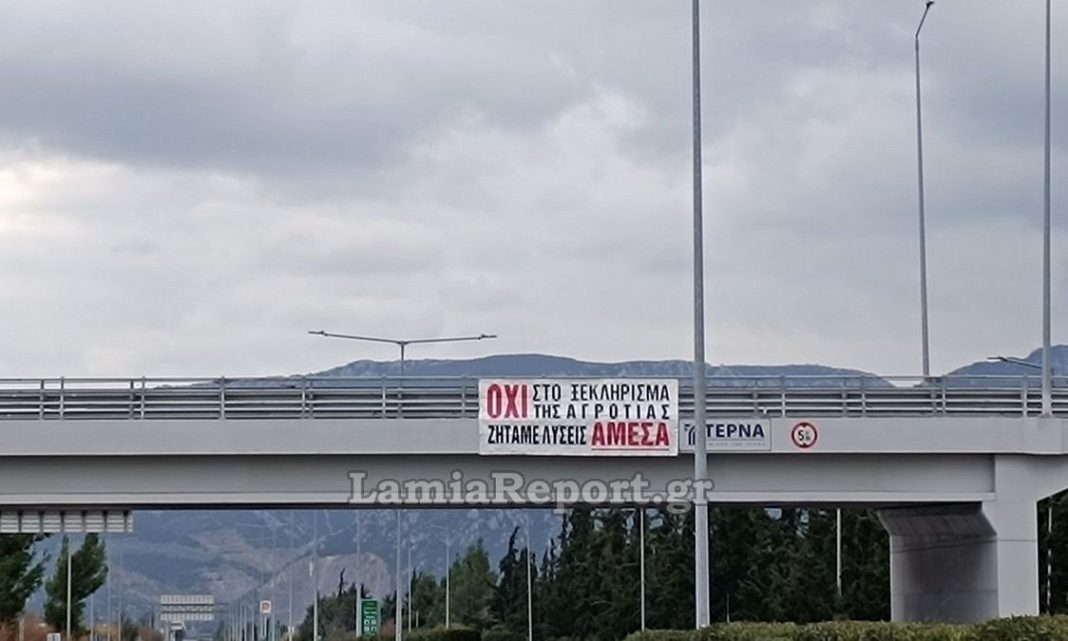 ΟΧΙ ΣΤΟ ΞΕΚΛΗΡΙΣΜΑ
ΤΗΣ ΑΓΡΟΤΙΑΣ
ΖΗΤΑΜΕ ΛΥΣΕΙΣ ΑΜΕΣΑ
ΤΕΡΝΑ
LamiaReport.gr